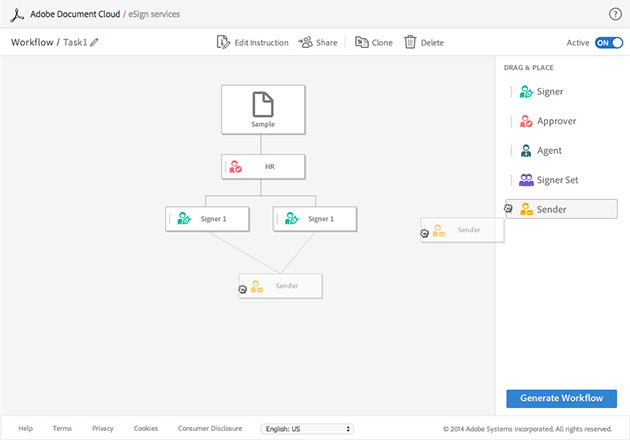 Adobe Document Cloud / eSign services
?
Workflow / Task1
Edit Instruction
Share
Clone
Delete
Active
ON
DRAG & PLACE
Signer
Approver
Agent
Signer Set
Sender
Sample
HR
Signer 1
Signer 1
Sender
Sender
Generate Workflow
Help
Terms
Privacy
Cookies
Consumer Disclosure
English: US
© 2014 Adobe Systems Incorporated. All rights reserved.